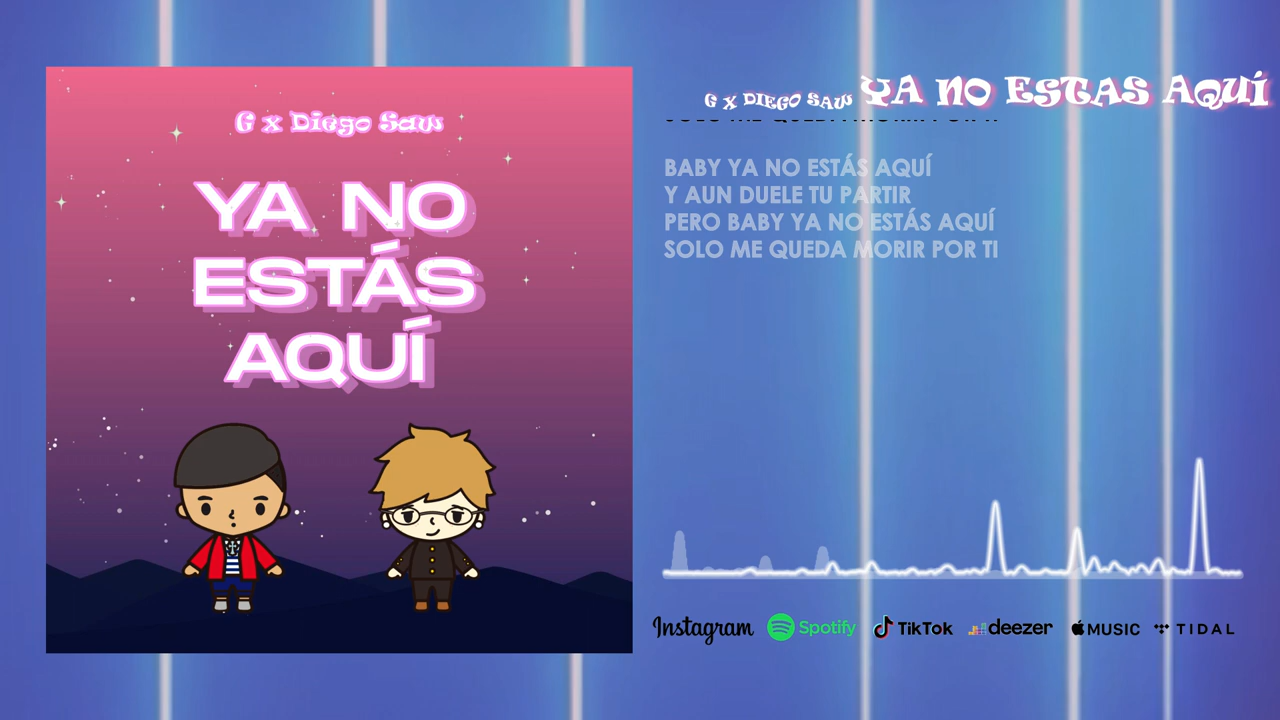 G x Diego Saw
YA NO
ESTÁS
AQUÍ
G X DIEGO SAW YA NO ESTAS AQUÍ
BABY YA NO ESTÁS AQUÍ
Y AUN DUELE TU PARTIR
PERO BABY YA NO ESTÁS AQUÍ
SOLO ME QUEDA MORIR POR TI
Instagram Spotify TikTok deezer MUSIC TIDAL